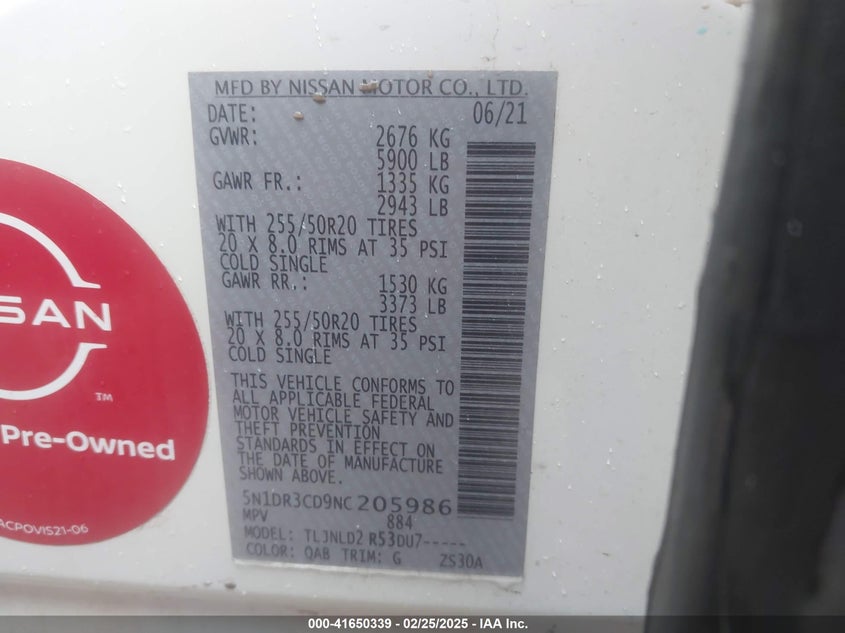 MFD BY NISSAN MOTOR CO., LTD.
DATE: 06/21
GVWR: 2676 KG
5900 LB
GAWR FR.: 1335 KG
2943 LB
WITH 255/50R20 TIRES
20 X 8.0 RIMS AT 35 PSI
COLD SINGLE
GAWR RR.: 1530 KG
3373 LB
WITH 255/50R20 TIRES
20 X 8.0 RIMS AT 35 PSI
COLD SINGLE
THIS VEHICLE CONFORMS TO
ALL APPLICABLE FEDERAL
MOTOR VEHICLE SAFETY AND
THEFT PREVENTION
STANDARDS IN EFFECT ON
THE DATE OF MANUFACTURE
SHOWN ABOVE.
5N1DR3CD9NC205986
MPV 884
MODEL: TLJNLD2 R53DU7-----
COLOR: QAB TRIM: G ZS30A
SSAN
TM
Pre-Owned
ACPOVIS21-06
000-41650339 - 02/25/2025 - IAA Inc.